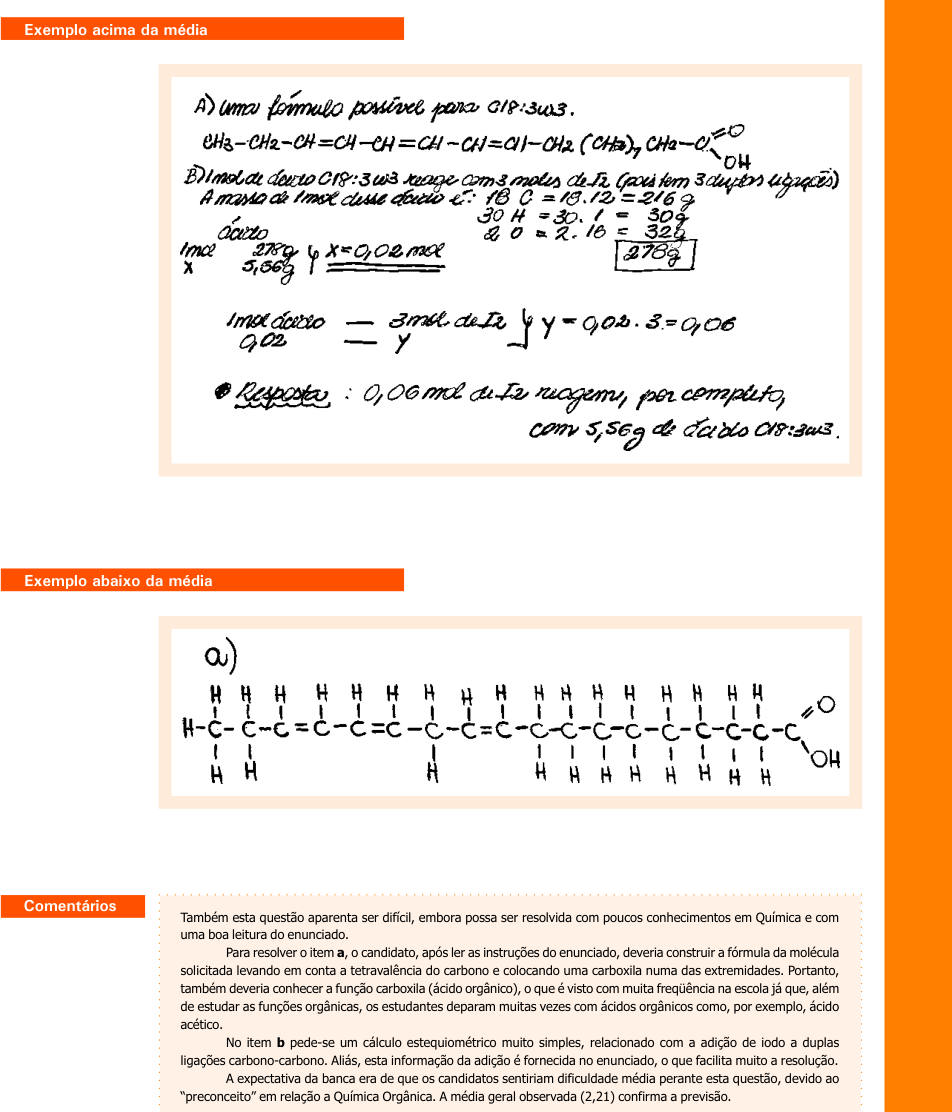 Exemplo acima da média
A) uma fórmula possível para C18:3ω3.
CH3–CH2–CH=CH–CH=CH–CH=CH–CH2 (CH2)7 CH2–C=O
OH
B) 1 mol de ácido C18:3ω3 reage com 3 moles de I2 (pois tem 3 duplas ligações)
A massa de 1mol desse ácido é: 18 C = 18.12 = 216 g
30 H = 30. 1 = 30g
ácido 2 O = 2. 16 = 32g
1mol 278g } x = 0,02 mol 278g
x 5,56g
1mol ácido — 3mol de I2 } y = 0,02 . 3 = 0,06
0,02 — y
Resposta : 0,06 mol de I2 reagem, por completo,
com 5,56g de ácido C18:3ω3.
Exemplo abaixo da média
a)
H H H H H H H H H H H H H H H H H
H–C–C–C=C–C=C–C–C=C–C–C–C–C–C–C–C–C–C=O
OH
H H H H H H H H H H H
Comentários
Também esta questão aparenta ser difícil, embora possa ser resolvida com poucos conhecimentos em Química e com
uma boa leitura do enunciado.
Para resolver o item a, o candidato, após ler as instruções do enunciado, deveria construir a fórmula da molécula
solicitada levando em conta a tetravalência do carbono e colocando uma carboxila numa das extremidades. Portanto,
também deveria conhecer a função carboxila (ácido orgânico), o que é visto com muita freqüência na escola já que, além
de estudar as funções orgânicas, os estudantes deparam muitas vezes com ácidos orgânicos como, por exemplo, ácido
acético.
No item b pede-se um cálculo estequiométrico muito simples, relacionado com a adição de iodo a duplas
ligações carbono-carbono. Aliás, esta informação da adição é fornecida no enunciado, o que facilita muito a resolução.
A expectativa da banca era de que os candidatos sentiriam dificuldade média perante esta questão, devido ao
“preconceito” em relação a Química Orgânica. A média geral observada (2,21) confirma a previsão.